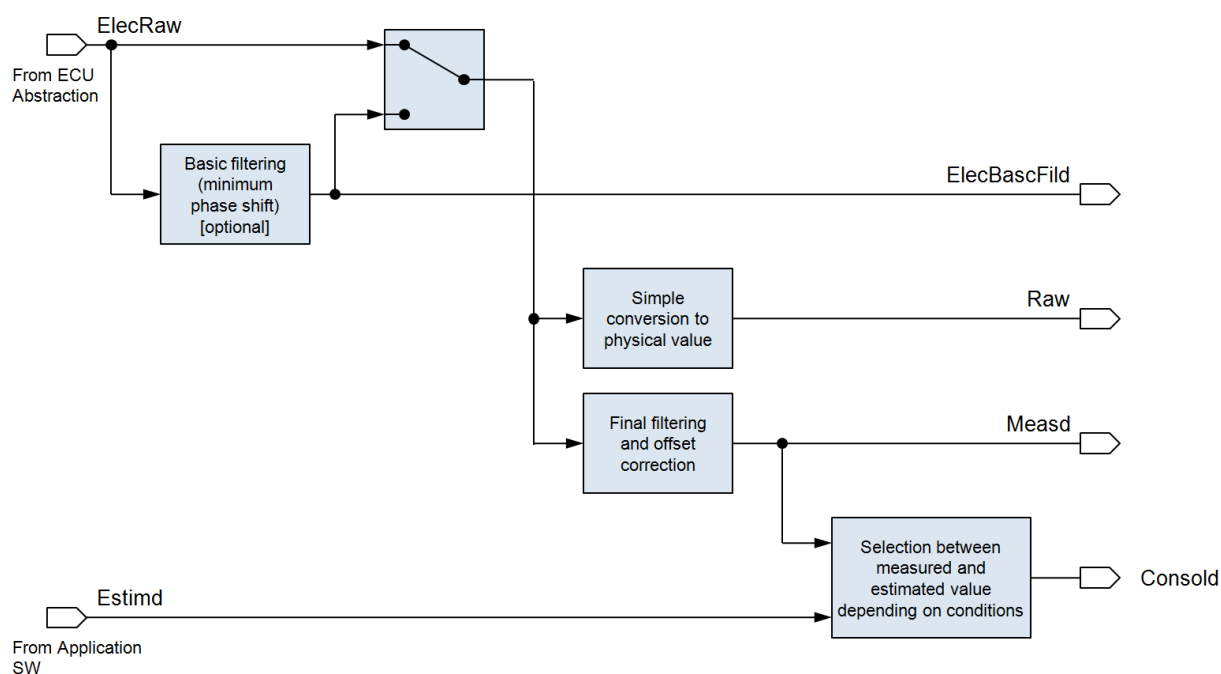 ElecRaw
From ECU
Abstraction
Basic filtering
(minimum
phase shift)
[optional]
ElecBascFild
Simple
conversion to
physical value
Raw
Final filtering
and offset
correction
Measd
Selection between
measured and
estimated value
depending on conditions
Consold
Estimd
From Application
SW